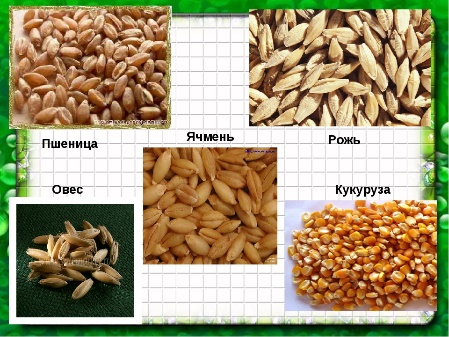 Пшеница
Ячмень
Рожь
Овес
Кукуруза